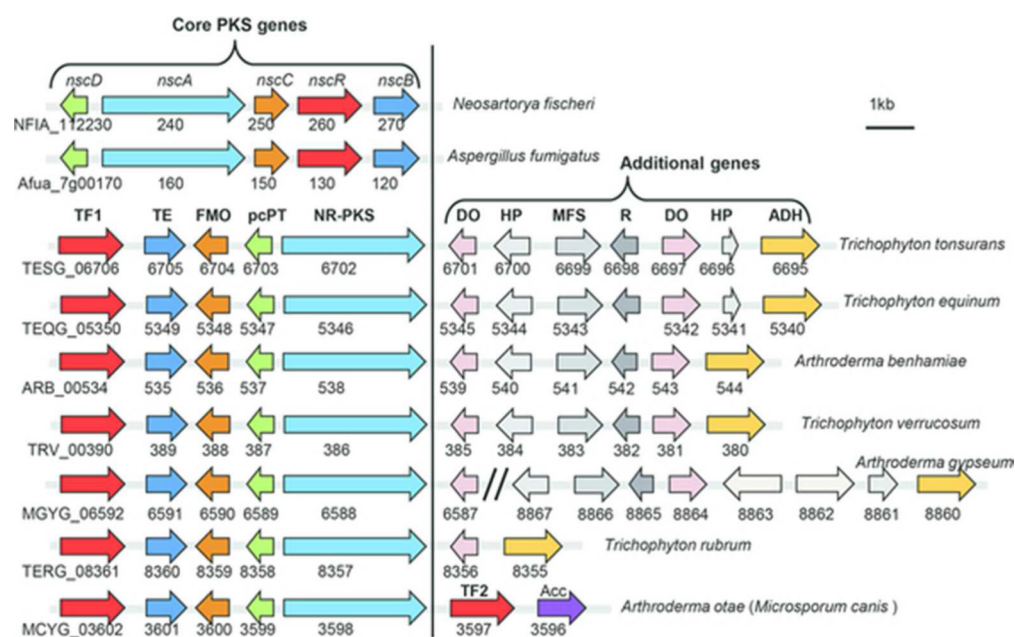 Core PKS genes
nscD nscA nscC nscR nscB
Neosartorya fischeri
1kb
NFIA_112230 240 250 260 270
Aspergillus fumigatus
Afua_7g00170 160 150 130 120
Additional genes
TF1 TE FMO pcPT NR-PKS DO HP MFS R DO HP ADH
Trichophyton tonsurans
TESG_06706 6705 6704 6703 6702 6701 6700 6699 6698 6697 6696 6695
Trichophyton equinum
TEQG_05350 5349 5348 5347 5346 5345 5344 5343 5342 5341 5340
Arthroderma benhamiae
ARB_00534 535 536 537 538 539 540 541 542 543 544
Trichophyton verrucosum
TRV_00390 389 388 387 386 385 384 383 382 381 380
Arthroderma gypseum
MGYG_06592 6591 6590 6589 6588 6587 // 8867 8866 8865 8864 8863 8862 8861 8860
Trichophyton rubrum
TERG_08361 8360 8359 8358 8357 8356 8355
TF2 Acc
Arthroderma otae (Microsporum canis )
MCYG_03602 3601 3600 3599 3598 3597 3596